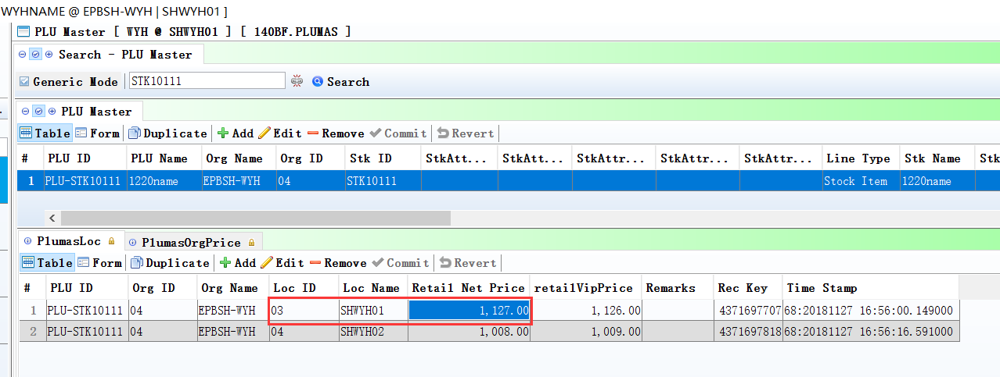 WYHNAME @ EPBSH-WYH | SHWYH01 ]
PLU Master [ WYH @ SHWYH01 ] [ 140BF.PLUMAS ]
Search - PLU Master
Generic Mode STK10111 Search
PLU Master
Table Form Duplicate Add Edit Remove Commit Revert
# PLU ID PLU Name Org Name Org ID Stk ID StkAtt... StkAtt... StkAttr... StkAttr... StkAttr... Line Type Stk Name Stk
1 PLU-STK10111 1220name EPBSH-WYH 04 STK10111 Stock Item 1220name
PlumasLoc PlumasOrgPrice
Table Form Duplicate Add Edit Remove Commit Revert
# PLU ID Org ID Org Name Loc ID Loc Name Retail Net Price retailVipPrice Remarks Rec Key Time Stamp
1 PLU-STK10111 04 EPBSH-WYH 03 SHWYH01 1,127.00 1,126.00 4371697707 68:20181127 16:56:00.149000
2 PLU-STK10111 04 EPBSH-WYH 04 SHWYH02 1,008.00 1,009.00 4371697818 68:20181127 16:56:16.591000